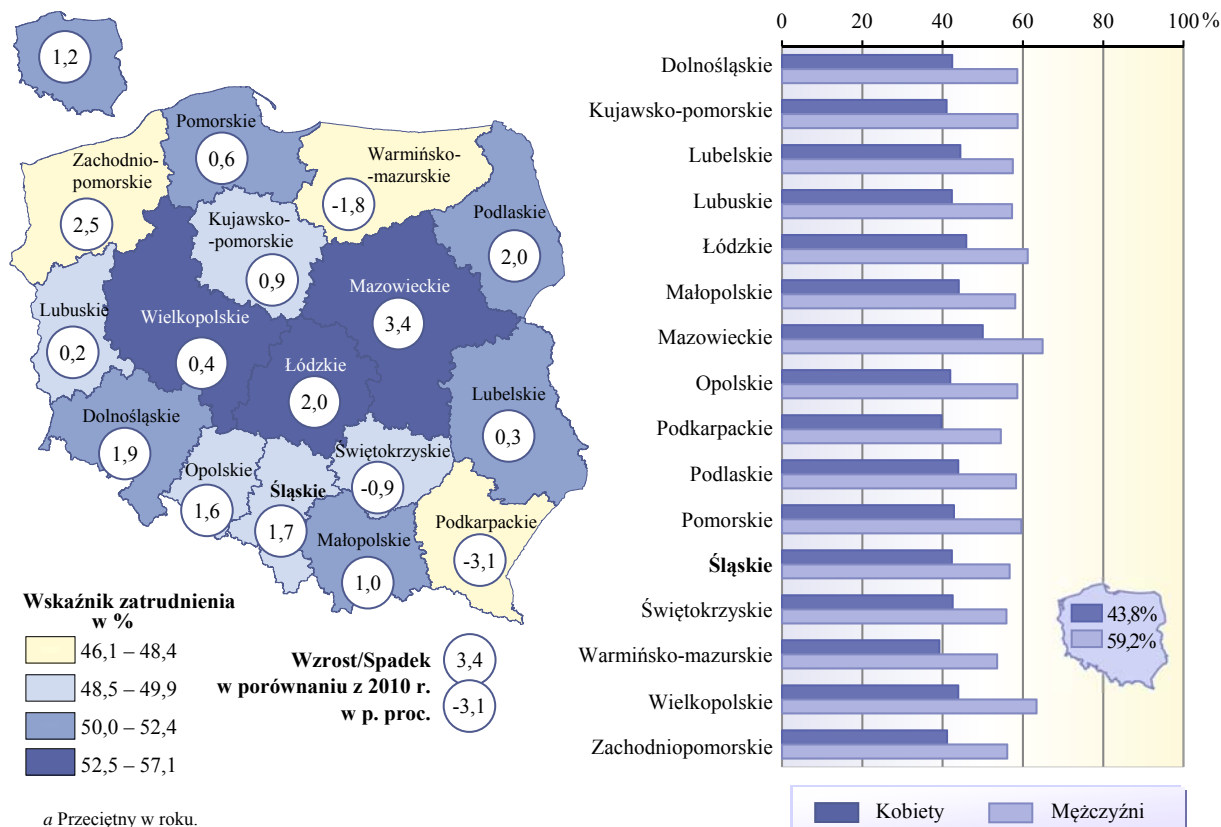 1,2
Pomorskie
0,6
Zachodnio-
pomorskie
2,5
Warmińsko-
mazurskie
-1,8
Podlaskie
2,0
Kujawsko-
-pomorskie
0,9
Mazowieckie
3,4
Lubuskie
0,2
Wielkopolskie
0,4
Łódzkie
2,0
Lubelskie
0,3
Dolnośląskie
1,9
Opolskie
1,6
Śląskie
1,7
Świętokrzyskie
-0,9
Małopolskie
1,0
Podkarpackie
-3,1
Wskaźnik zatrudnienia
w %
46,1 – 48,4
48,5 – 49,9
50,0 – 52,4
52,5 – 57,1
Wzrost/Spadek
w porównaniu z 2010 r.
w p. proc.
3,4
-3,1
a Przeciętny w roku.
0 20 40 60 80 100 %
Dolnośląskie
Kujawsko-pomorskie
Lubelskie
Lubuskie
Łódzkie
Małopolskie
Mazowieckie
Opolskie
Podkarpackie
Podlaskie
Pomorskie
Śląskie
Świętokrzyskie
Warmińsko-mazurskie
Wielkopolskie
Zachodniopomorskie
43,8%
59,2%
Kobiety Mężczyźni